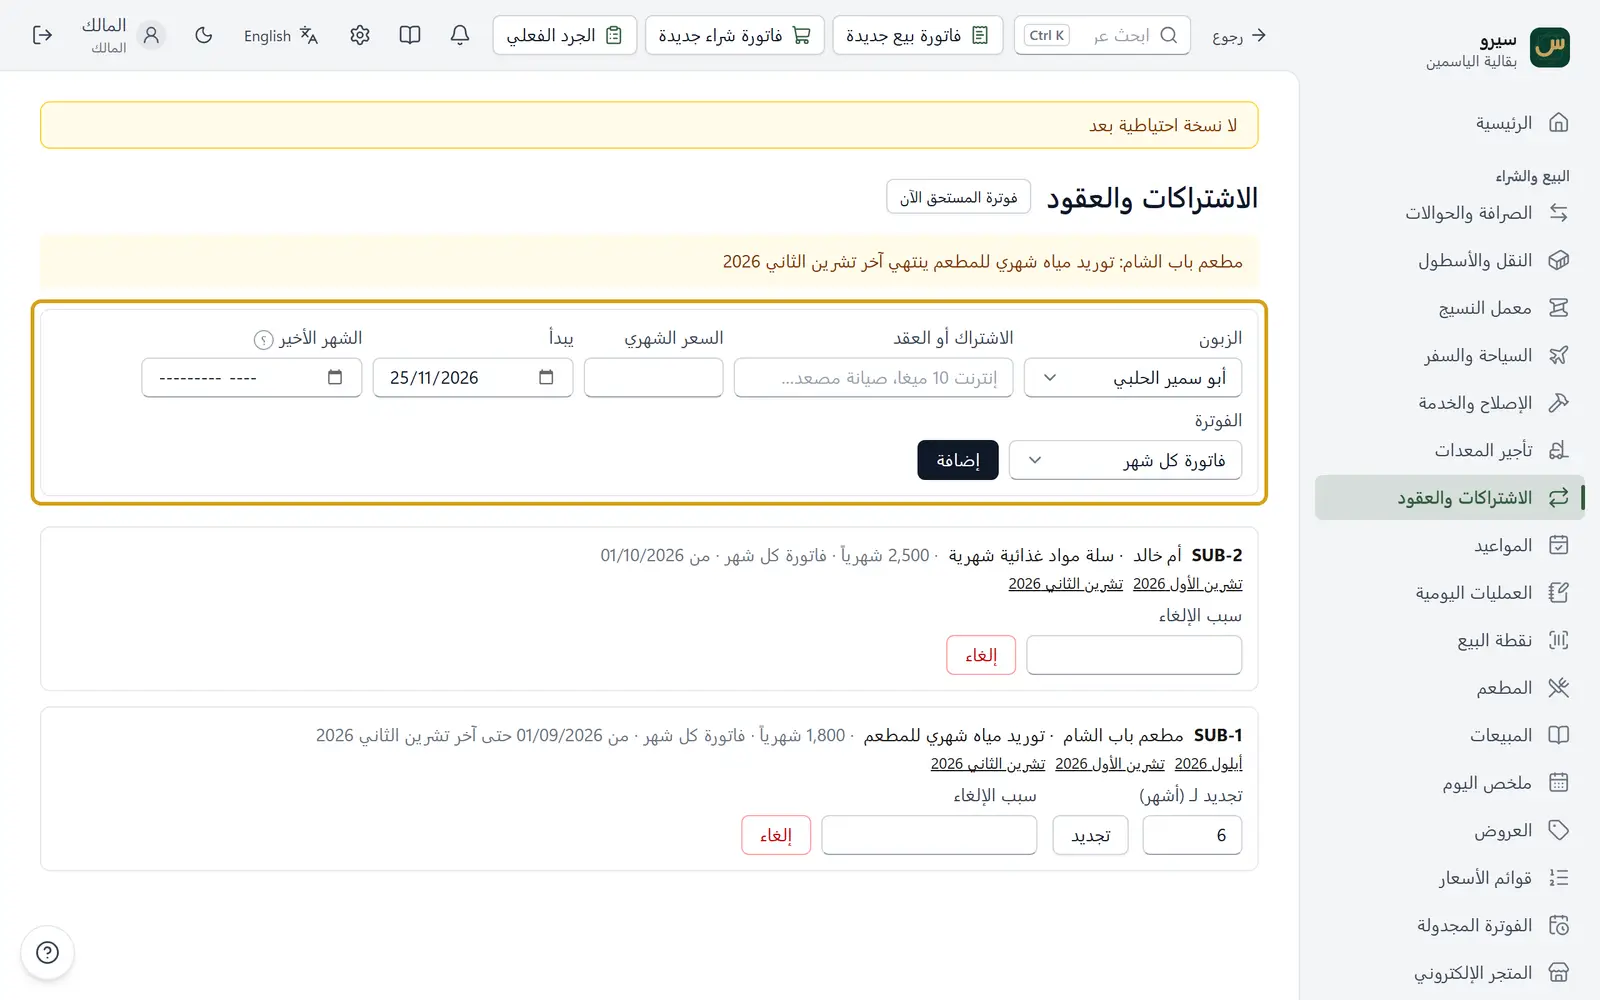 سيرو
بقالية الياسمين
رجوع
ابحث عر
Ctrl K
فاتورة بيع جديدة
فاتورة شراء جديدة
الجرد الفعلي
English
المالك
المالك
الرئيسية
البيع والشراء
الصرافة والحوالات
النقل والأسطول
معمل النسيج
السياحة والسفر
الإصلاح والخدمة
تأجير المعدات
الاشتراكات والعقود
المواعيد
العمليات اليومية
نقطة البيع
المطعم
المبيعات
ملخص اليوم
العروض
قوائم الأسعار
الفوترة المجدولة
المتجر الإلكتروني
لا نسخة احتياطية بعد
الاشتراكات والعقود
فوترة المستحق الآن
مطعم باب الشام: توريد مياه شهري للمطعم ينتهي آخر تشرين الثاني 2026
الزبون
الاشتراك أو العقد
السعر الشهري
يبدأ
الشهر الأخير ؟
أبو سمير الحلبي
إنترنت 10 ميغا، صيانة مصعد...
25/11/2026
--------- ----
الفوترة
فاتورة كل شهر
إضافة
SUB-2 أم خالد · سلة مواد غذائية شهرية · 2,500 شهرياً · فاتورة كل شهر · من 01/10/2026
تشرين الأول 2026 تشرين الثاني 2026
سبب الإلغاء
إلغاء
SUB-1 مطعم باب الشام · توريد مياه شهري للمطعم · 1,800 شهرياً · فاتورة كل شهر · من 01/09/2026 حتى آخر تشرين الثاني 2026
أيلول 2026 تشرين الأول 2026 تشرين الثاني 2026
تجديد لـ (أشهر)
سبب الإلغاء
6
تجديد
إلغاء